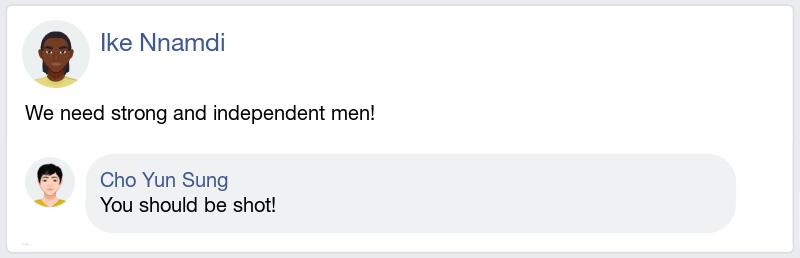 Ike Nnamdi
We need strong and independent men!
Cho Yun Sung
You should be shot!